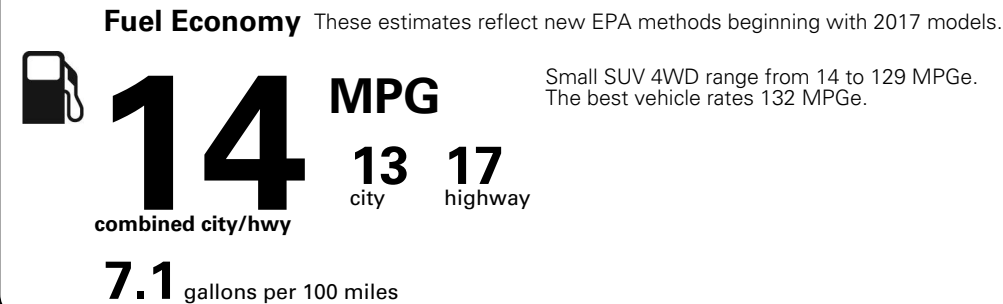 Fuel Economy These estimates reflect new EPA methods beginning with 2017 models.
14 MPG
Small SUV 4WD range from 14 to 129 MPGe.
The best vehicle rates 132 MPGe.
13 17
city highway
combined city/hwy
7.1 gallons per 100 miles